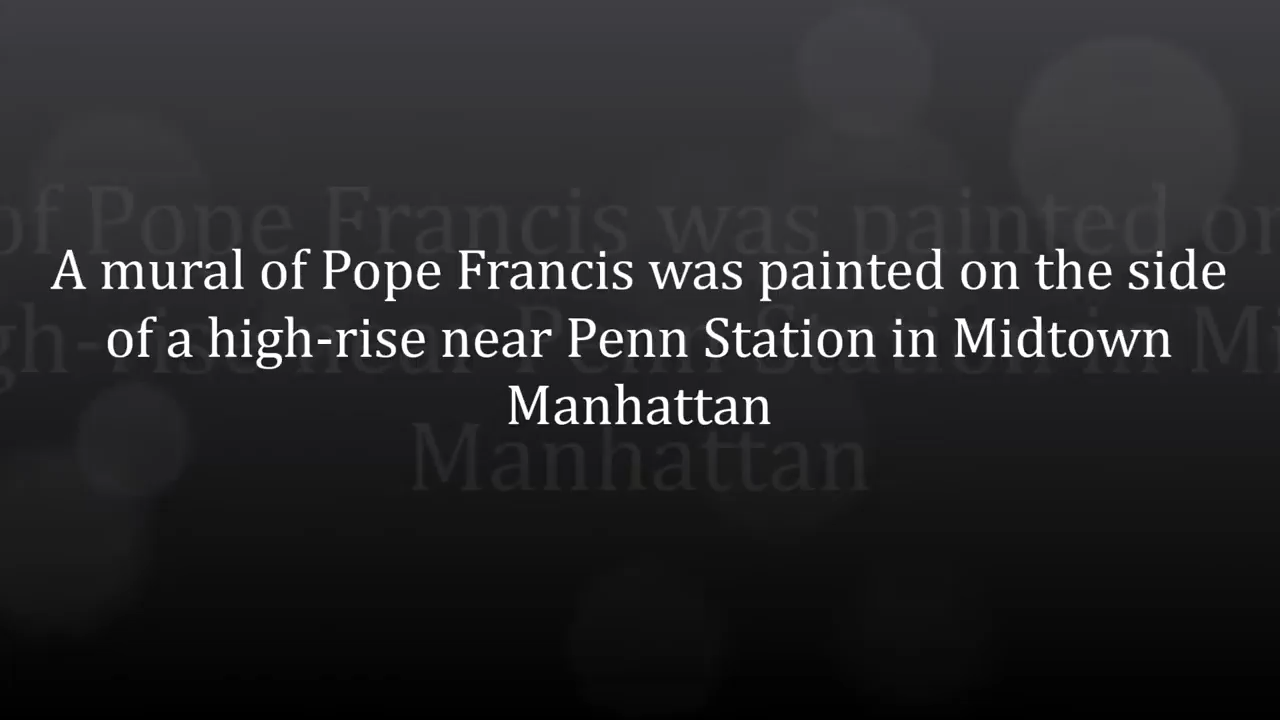 A mural of Pope Francis was painted on the side
of a high-rise near Penn Station in Midtown
Manhattan